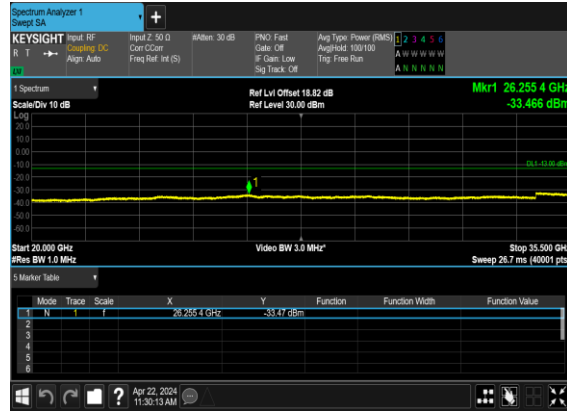 Spectrum Analyzer 1
Swept SA
+
KEYSIGHT Input: RF Input Z: 50 Ω #Atten: 30 dB PNO: Fast Avg Type: Power (RMS) 1 2 3 4 5 6
R T Coupling: DC Corr CCorr Gate: Off Avg|Hold: 100/100 A W W W W W
Align: Auto Freq Ref: Int (S) IF Gain: Low Trig: Free Run
Sig Track: Off A N N N N N
1 Spectrum Ref Lvl Offset 18.82 dB Mkr1 26.255 4 GHz
Scale/Div 10 dB Ref Level 30.00 dBm -33.466 dBm
Log
20.0
10.0
0.00
-10.0
DL1 -13.00 dBm
-20.0
1
-30.0
-40.0
-50.0
-60.0
Start 20.000 GHz Video BW 3.0 MHz* Stop 35.500 GHz
#Res BW 1.0 MHz Sweep 26.7 ms (40001 pts)
5 Marker Table
Mode Trace Scale X Y Function Function Width Function Value
1 N 1 f 26.255 4 GHz -33.47 dBm
2
3
4
5
6
? Apr 22, 2024
11:30:13 AM